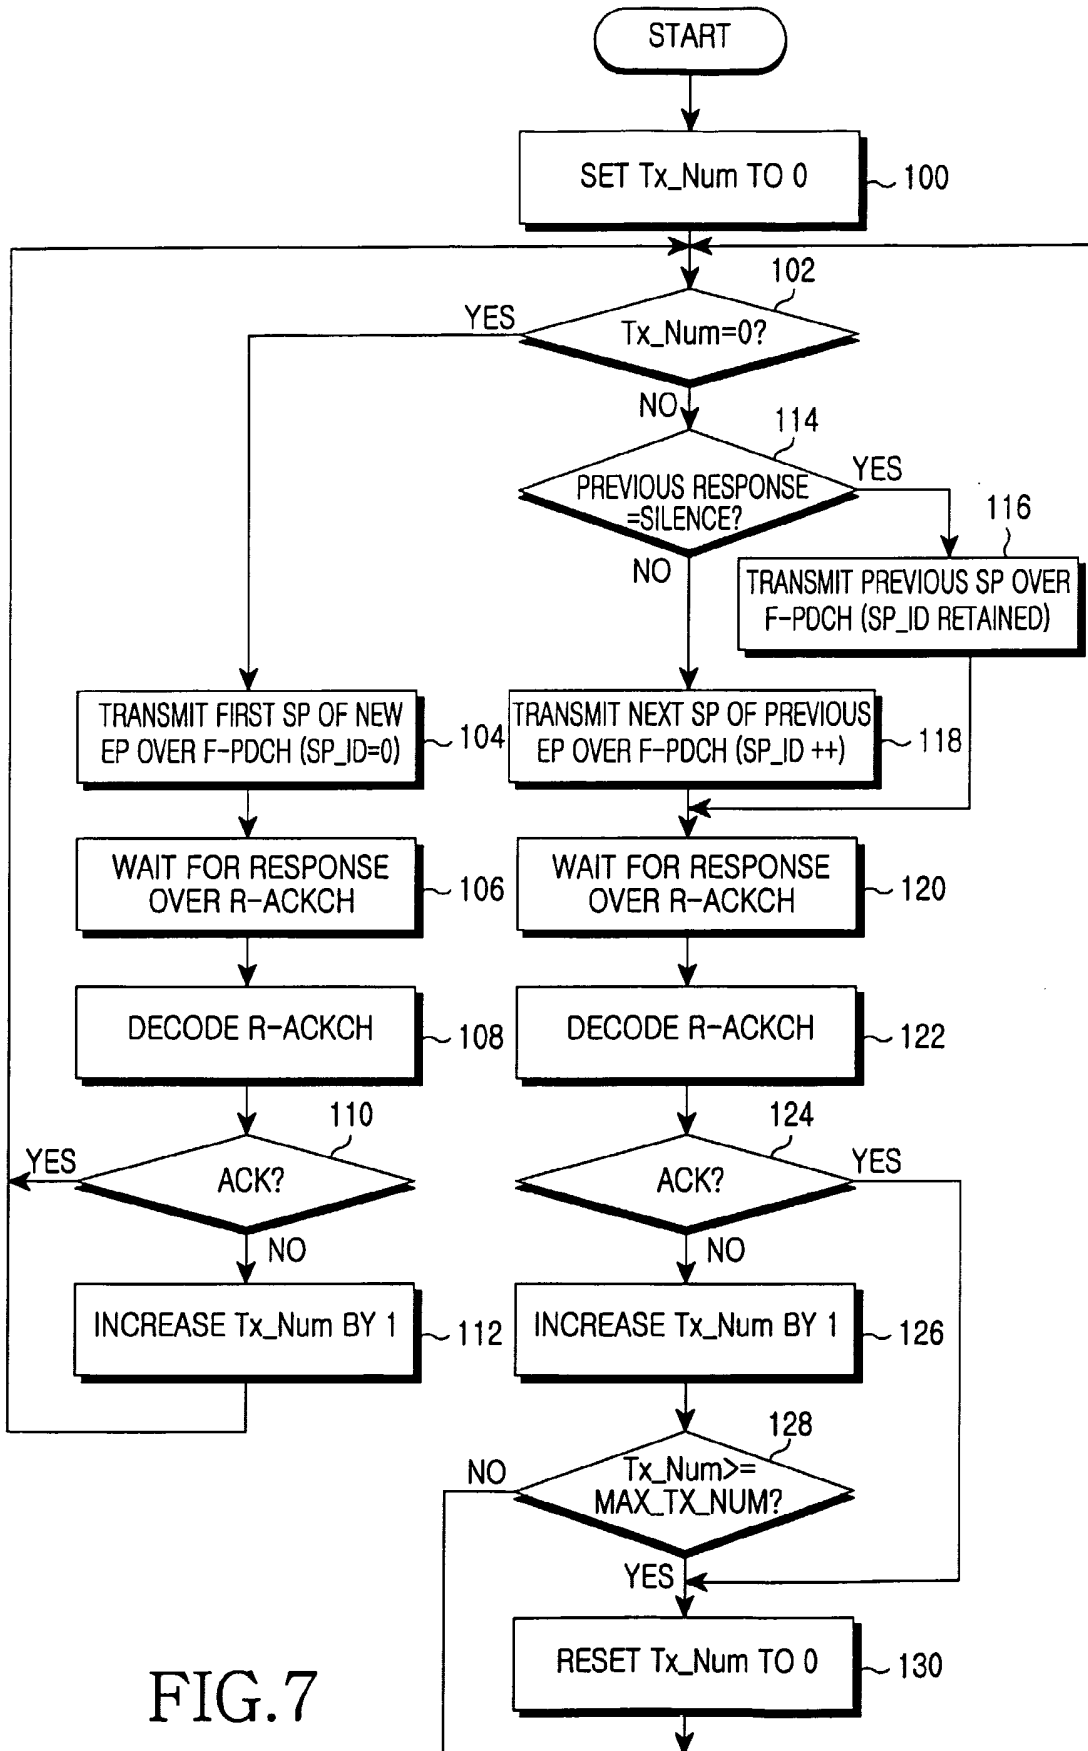 START
SET Tx_Num TO 0
100
102
YES
Tx_Num=0?
NO
114
YES
PREVIOUS RESPONSE
=SILENCE?
NO
116
TRANSMIT PREVIOUS SP OVER
F-PDCH (SP_ID RETAINED)
TRANSMIT FIRST SP OF NEW
EP OVER F-PDCH (SP_ID=0)
104
TRANSMIT NEXT SP OF PREVIOUS
EP OVER F-PDCH (SP_ID ++)
118
WAIT FOR RESPONSE
OVER R-ACKCH
106
WAIT FOR RESPONSE
OVER R-ACKCH
120
DECODE R-ACKCH
108
DECODE R-ACKCH
122
110
YES
ACK?
NO
124
YES
ACK?
NO
INCREASE Tx_Num BY 1
112
INCREASE Tx_Num BY 1
126
128
NO
Tx_Num>=
MAX_TX_NUM?
YES
RESET Tx_Num TO 0
130
FIG.7